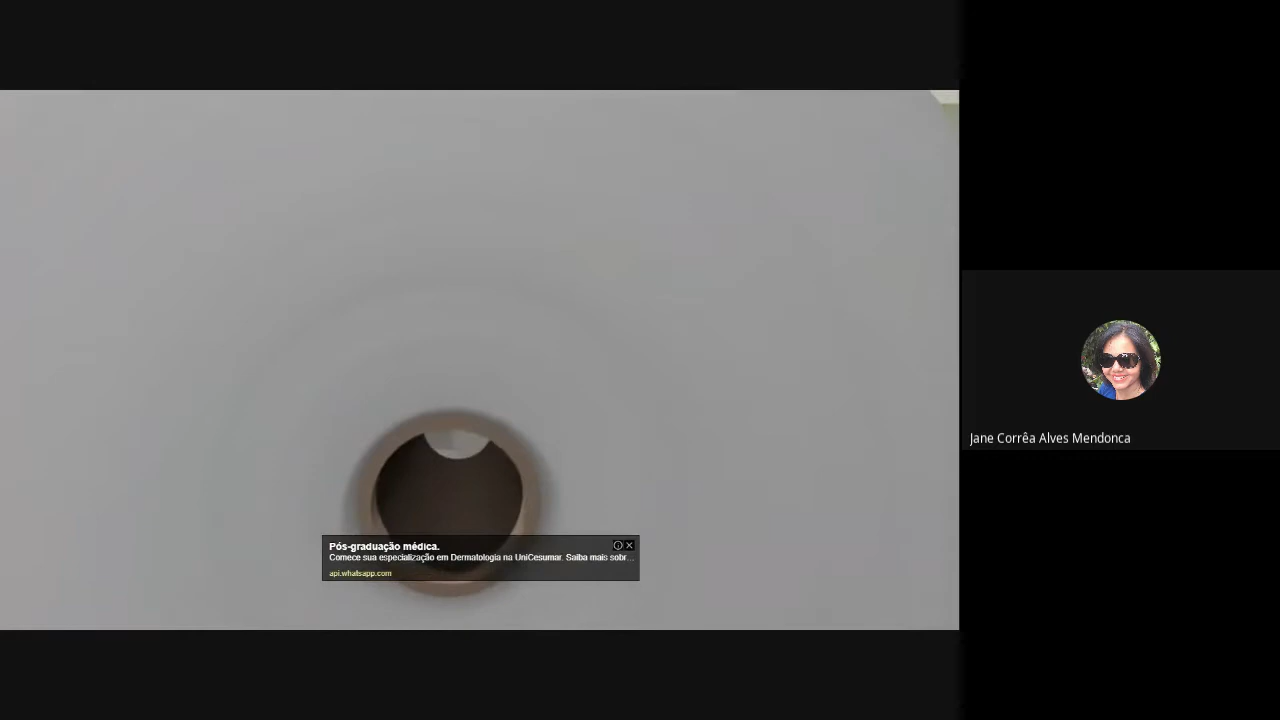 Pós-graduação médica.
Comece sua especialização em Dermatologia na UniCesumar. Saiba mais sobr...
api.whatsapp.com
Jane Corrêa Alves Mendonca